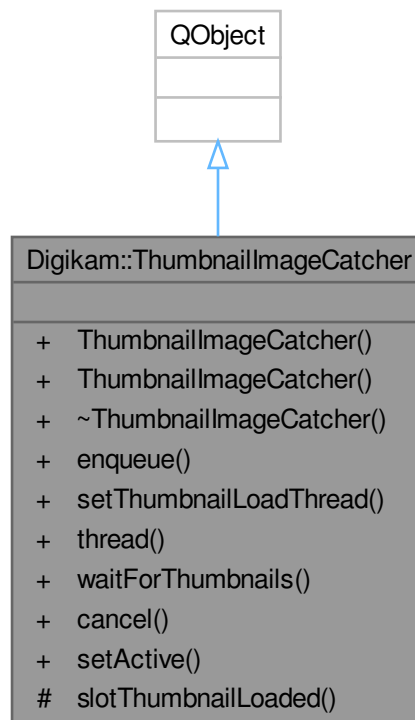 QObject
Digikam::ThumbnailImageCatcher
+ ThumbnailImageCatcher()
+ ThumbnailImageCatcher()
+ ~ThumbnailImageCatcher()
+ enqueue()
+ setThumbnailLoadThread()
+ thread()
+ waitForThumbnails()
+ cancel()
+ setActive()
# slotThumbnailLoaded()